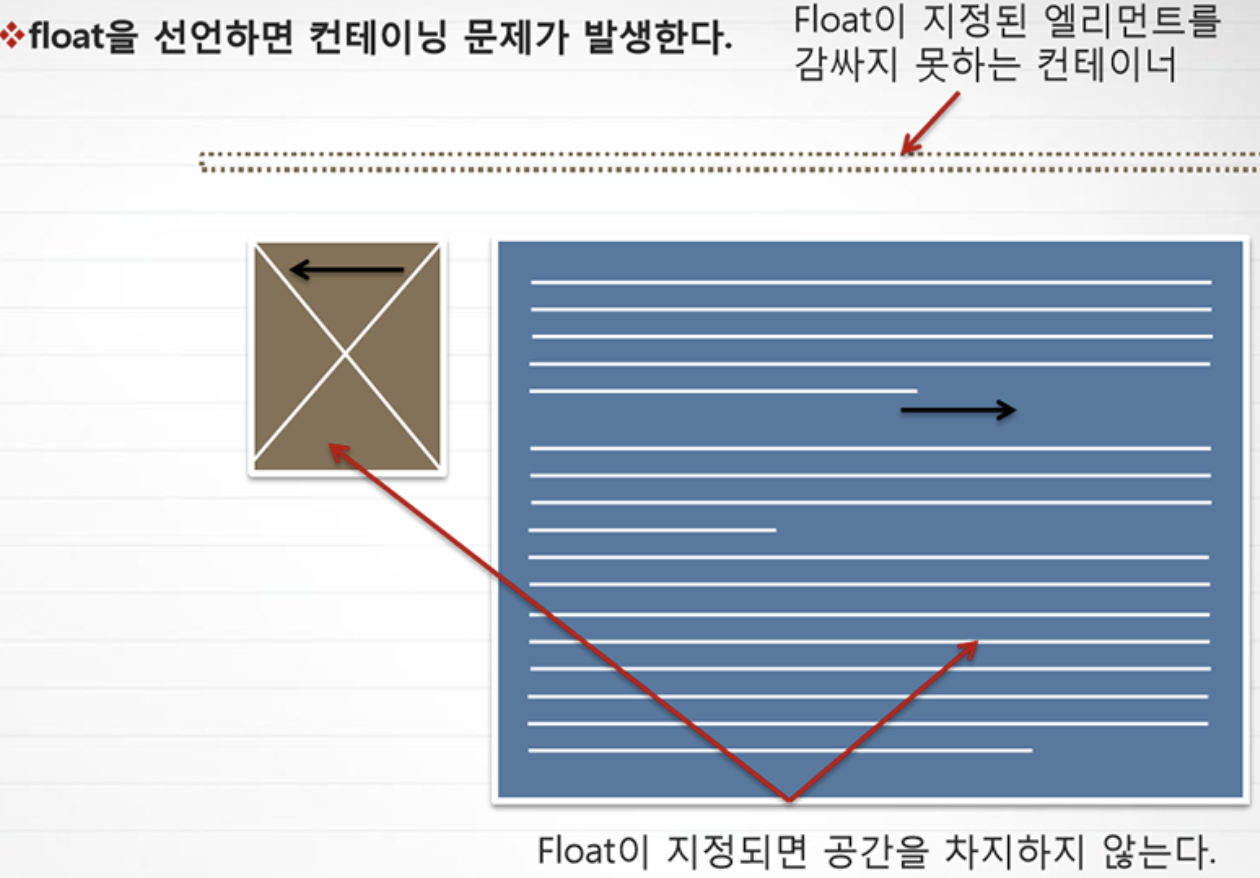 ❖float을 선언하면 컨테이닝 문제가 발생한다.
Float이 지정된 엘리먼트를
감싸지 못하는 컨테이너
Float이 지정되면 공간을 차지하지 않는다.